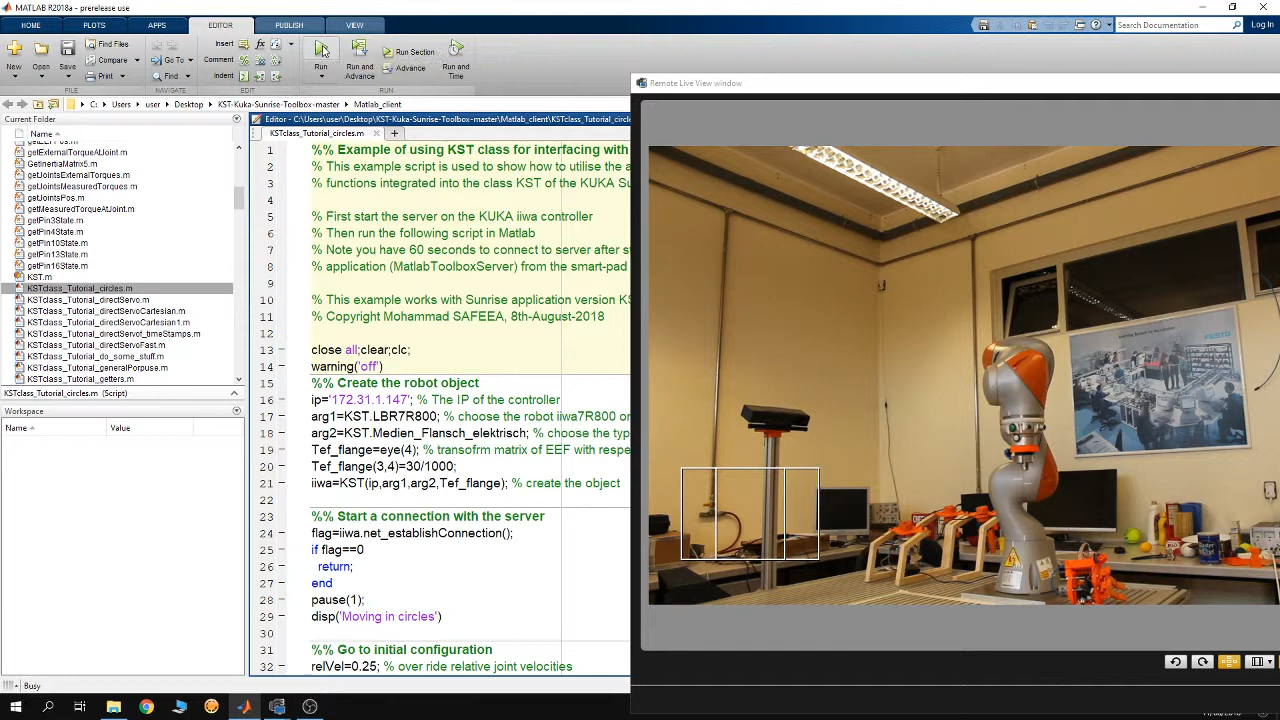 MATLAB R2018a - prerelease use
HOME PLOTS APPS EDITOR PUBLISH VIEW
Search Documentation
Log In
New Open Save
Find Files
Compare
Print
FILE
Go To
Find
NAVIGATE
Insert
Comment
Indent
EDIT
Run
Run and Advance
Run Section
Advance
Run and Time
RUN
C: Users user Desktop KST-Kuka-Sunrise-Toolbox-master Matlab_client
Current Folder
Name
getExternalTorqueAtJoint.m
GetInertiaMatrix5.m
getJointsExternalTorques.m
getJointsMeasuredTorques.m
getJointsPos.m
getMeasuredTorqueAtJoint.m
getPin3State.m
getPin4State.m
getPin10State.m
getPin13State.m
getPin16State.m
KST.m
KSTclass_Tutorial_circles.m
KSTclass_Tutorial_directServo.m
KSTclass_Tutorial_directServoCartesian.m
KSTclass_Tutorial_directServoCartesian1.m
KSTclass_Tutorial_directServof_timeStamps.m
KSTclass_Tutorial_directServoFast.m
KSTclass_Tutorial_do_some_stuff.m
KSTclass_Tutorial_generalPorpuse.m
KSTclass_Tutorial_getters.m
KSTclass_Tutorial_circles.m (Script)
Workspace
Name Value
Busy
Editor - C:\Users\user\Desktop\KST-Kuka-Sunrise-Toolbox-master\Matlab_client\KSTclass_Tutorial_circle
KSTclass_Tutorial_circles.m
1 %% Example of using KST class for interfacing with
2 % This example script is used to show how to utilise the a
3 % functions integrated into the class KST of the KUKA Su
4
5 % First start the server on the KUKA iiwa controller
6 % Then run the following script in Matlab
7 % Note you have 60 seconds to connect to server after s
8 % application (MatlabToolboxServer) from the smart-pad
9
10 % This example works with Sunrise application version KS
11 % Copyright Mohammad SAFEEA, 8th-August-2018
12
13 close all;clear;clc;
14 warning('off')
15 %% Create the robot object
16 ip='172.31.1.147'; % The IP of the controller
17 arg1=KST.LBR7R800; % choose the robot iiwa7R800 or
18 arg2=KST.Medien_Flansch_elektrisch; % choose the typ
19 Tef_flange=eye(4); % transofrm matrix of EEF with respe
20 Tef_flange(3,4)=30/1000;
21 iiwa=KST(ip,arg1,arg2,Tef_flange); % create the object
22
23 %% Start a connection with the server
24 flag=iiwa.net_establishConnection();
25 if flag==0
26 return;
27 end
28 pause(1);
29 disp('Moving in circles')
30
31 %% Go to initial configuration
32 relVel=0.25; % over ride relative joint velocities
Remote Live View window
FESTO